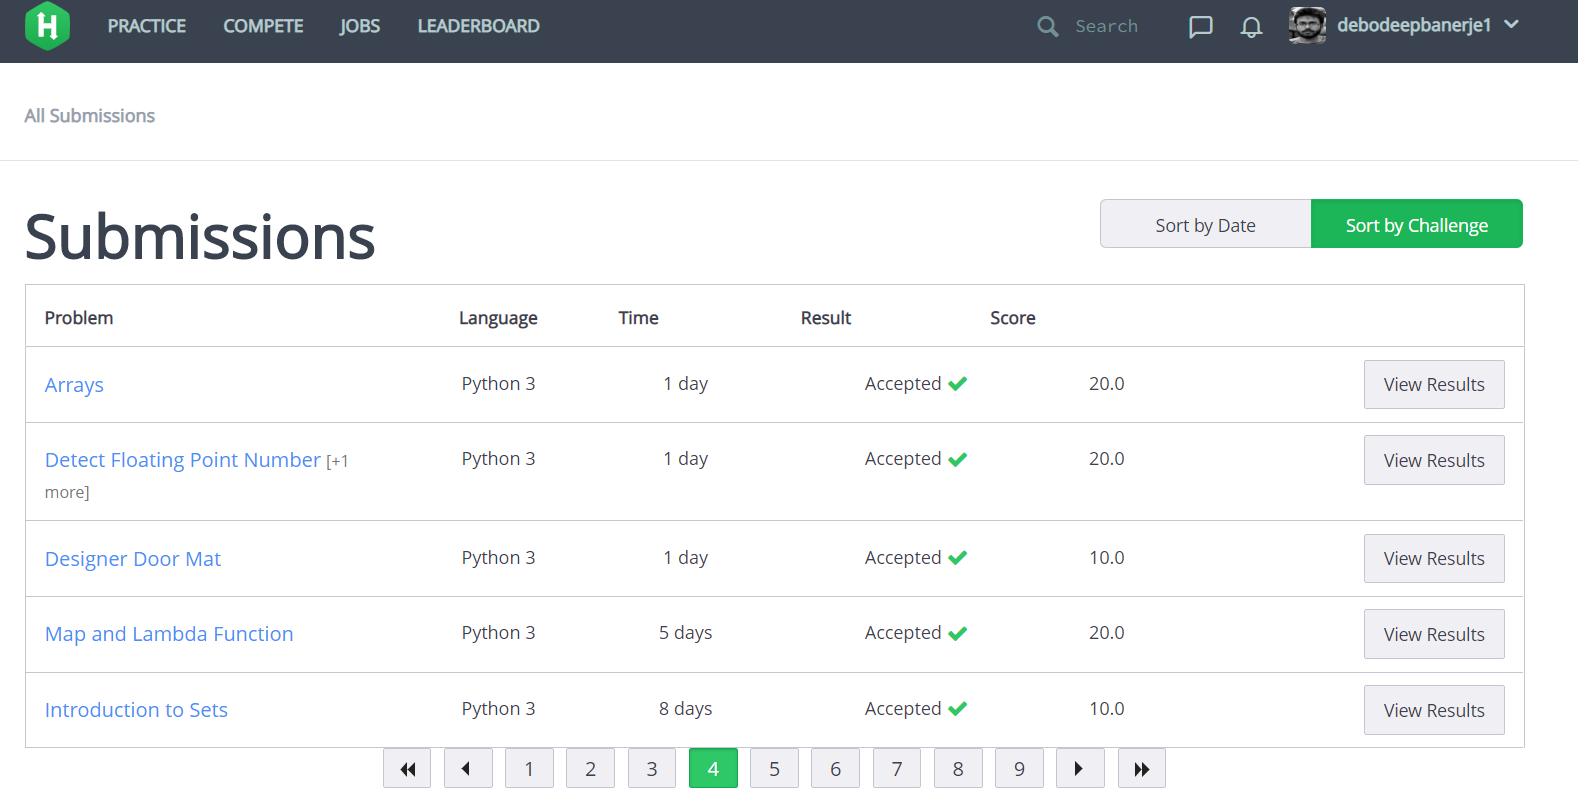 H PRACTICE COMPETE JOBS LEADERBOARD Search debodeepbanerje1
All Submissions
Submissions
Sort by Date Sort by Challenge
Problem Language Time Result Score
Arrays Python 3 1 day Accepted 20.0 View Results
Detect Floating Point Number [+1 Python 3 1 day Accepted 20.0 View Results
more]
Designer Door Mat Python 3 1 day Accepted 10.0 View Results
Map and Lambda Function Python 3 5 days Accepted 20.0 View Results
Introduction to Sets Python 3 8 days Accepted 10.0 View Results
1 2 3 4 5 6 7 8 9